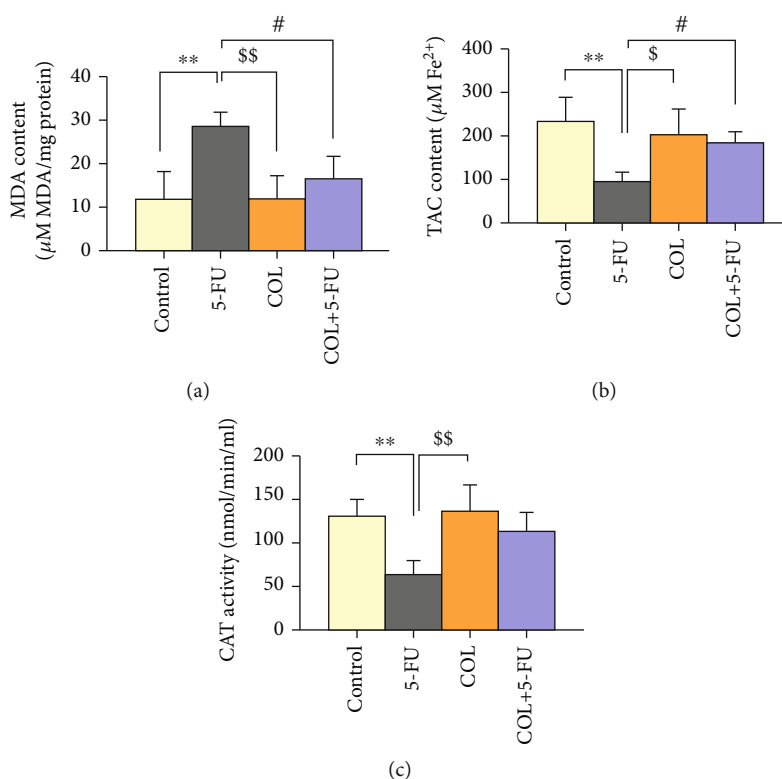 #
** $$
MDA content
(μM MDA/mg protein)
40
30
20
10
0
Control
5-FU
COL
COL+5-FU
(a)
#
** $
TAC content (μM Fe²⁺)
400
300
200
100
0
Control
5-FU
COL
COL+5-FU
(b)
** $$
CAT activity (nmol/min/ml)
200
150
100
50
0
Control
5-FU
COL
COL+5-FU
(c)